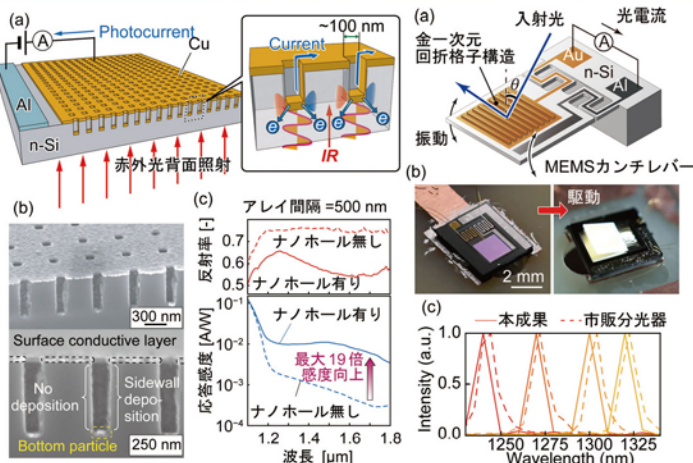 (a)
Photocurrent
A
Cu
Al
n-Si
赤外光背面照射
~100 nm
Current
e
e
e
e
IR
(b)
300 nm
Surface conductive layer
No deposition
Sidewall depo-
sition
Bottom particle
250 nm
(c)
アレイ間隔 =500 nm
反射率 [-]
0.7
0.6
0.5
ナノホール無し
ナノホール有り
応答感度 [A/W]
10⁻¹
10⁻²
10⁻³
10⁻⁴
ナノホール有り
最大 19 倍
感度向上
ナノホール無し
1.2
1.4
1.6
1.8
波長 [μm]
(a)
入射光
光電流
金一次元
回折格子構造
θ
Au
A
n-Si
Al
振動
MEMSカンチレバー
(b)
2 mm
駆動
(c)
本成果
市販分光器
Intensity (a.u.)
1.0
0.5
0.0
1250
1270
1300
1320
Wavelength (nm)